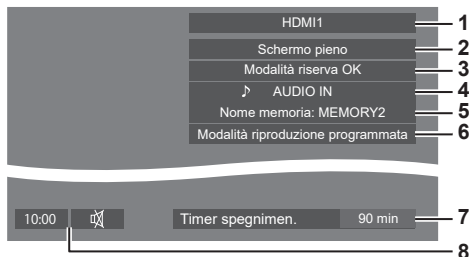 HDMI1 1
Schermo pieno 2
Modalità riserva OK 3
♪ AUDIO IN 4
Nome memoria: MEMORY2 5
Modalità riproduzione programmata 6
10:00 Timer spegnimen. 90 min 7
8